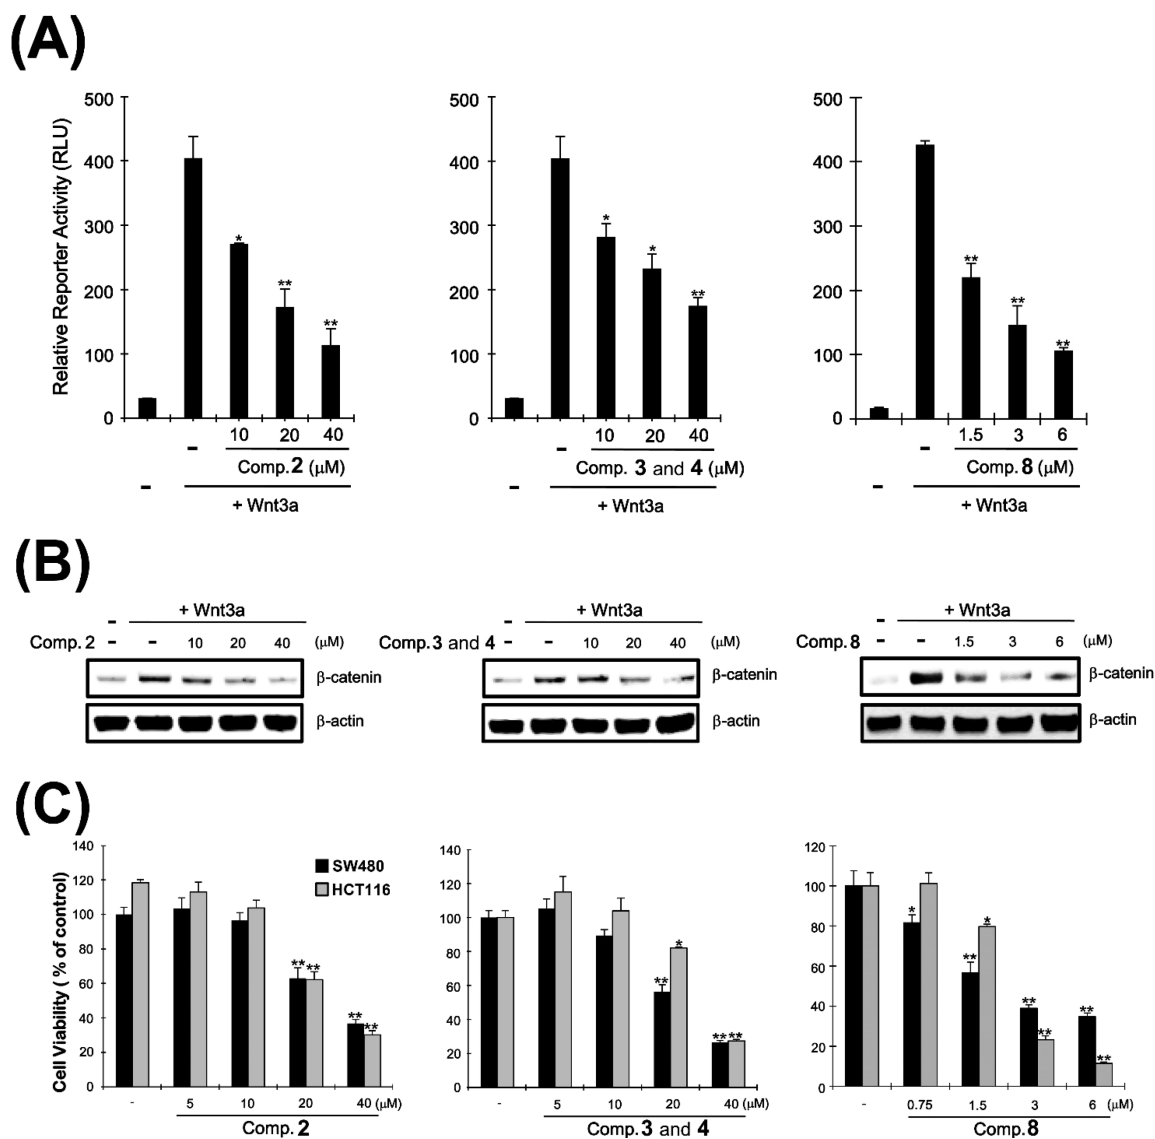 (A)
Relative Reporter Activity (RLU)
500 400 300 200 100 0
* ** **
10 20 40
-
Comp. 2 (μM)
-
+ Wnt3a
500 400 300 200 100 0
* * **
10 20 40
-
Comp. 3 and 4 (μM)
-
+ Wnt3a
500 400 300 200 100 0
** ** **
1.5 3 6
-
Comp. 8 (μM)
-
+ Wnt3a
(B)
- + Wnt3a
Comp. 2 - - 10 20 40 (μM)
β-catenin
β-actin
- + Wnt3a
Comp. 3 and 4 - - 10 20 40 (μM)
β-catenin
β-actin
- + Wnt3a
Comp. 8 - - 1.5 3 6 (μM)
β-catenin
β-actin
(C)
Cell Viability ( % of control)
140 120 100 80 60 40 20 0
SW480
HCT116
** ** ** **
- 5 10 20 40 (μM)
Comp. 2
140 120 100 80 60 40 20 0
** * ** **
- 5 10 20 40 (μM)
Comp. 3 and 4
120 100 80 60 40 20 0
* ** * ** ** ** **
- 0.75 1.5 3 6 (μM)
Comp. 8